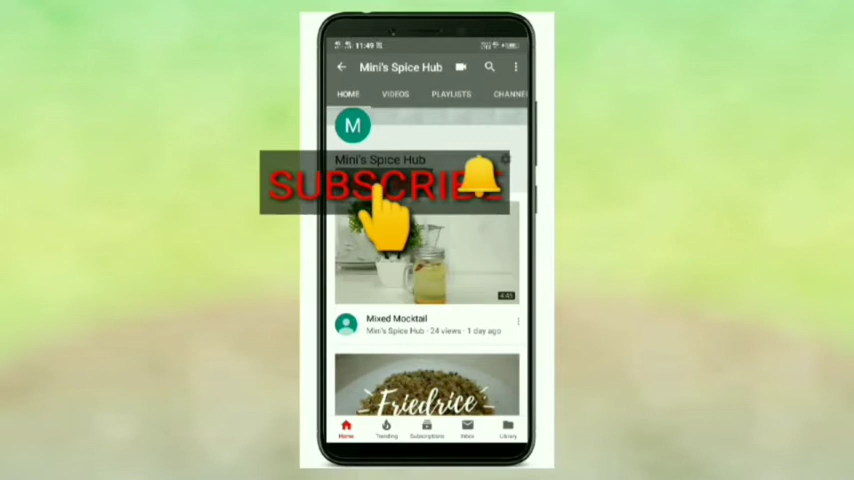 11:49
Mini's Spice Hub
HOME VIDEOS PLAYLISTS CHANNEL
M
Mini's Spice Hub
SUBSCRIBE
4:45
Mixed Mocktail
Mini's Spice Hub · 24 views · 1 day ago
Friedrice
Home Trending Subscriptions Inbox Library